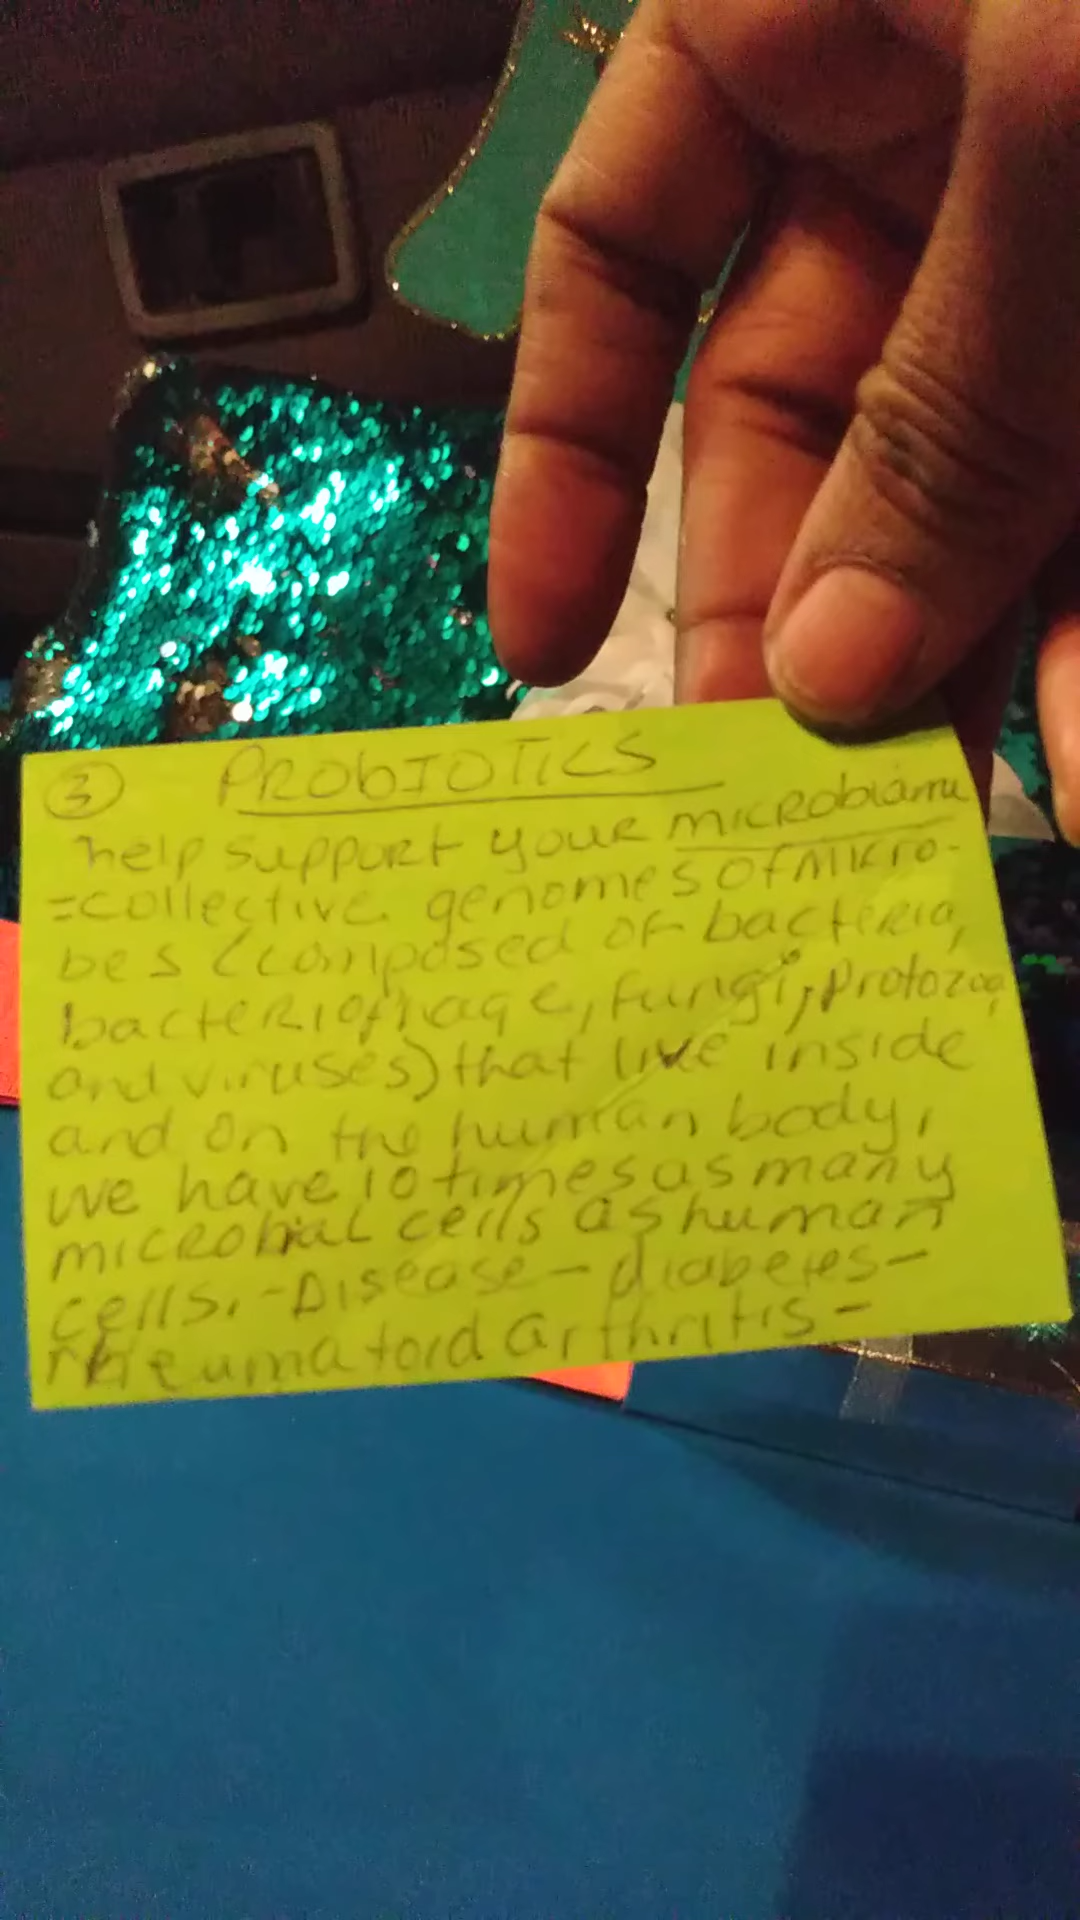 ③ PROBIOTICS
help support your microbiome
=collective genomes of micro-
bes (composed of bacteria,
bacteriophage, fungi, protozoa,
and viruses) that live inside
and on the human body,
we have 10 times as many
microbial cells as human
cells. - Disease - diabetes -
rheumatoid arthritis -